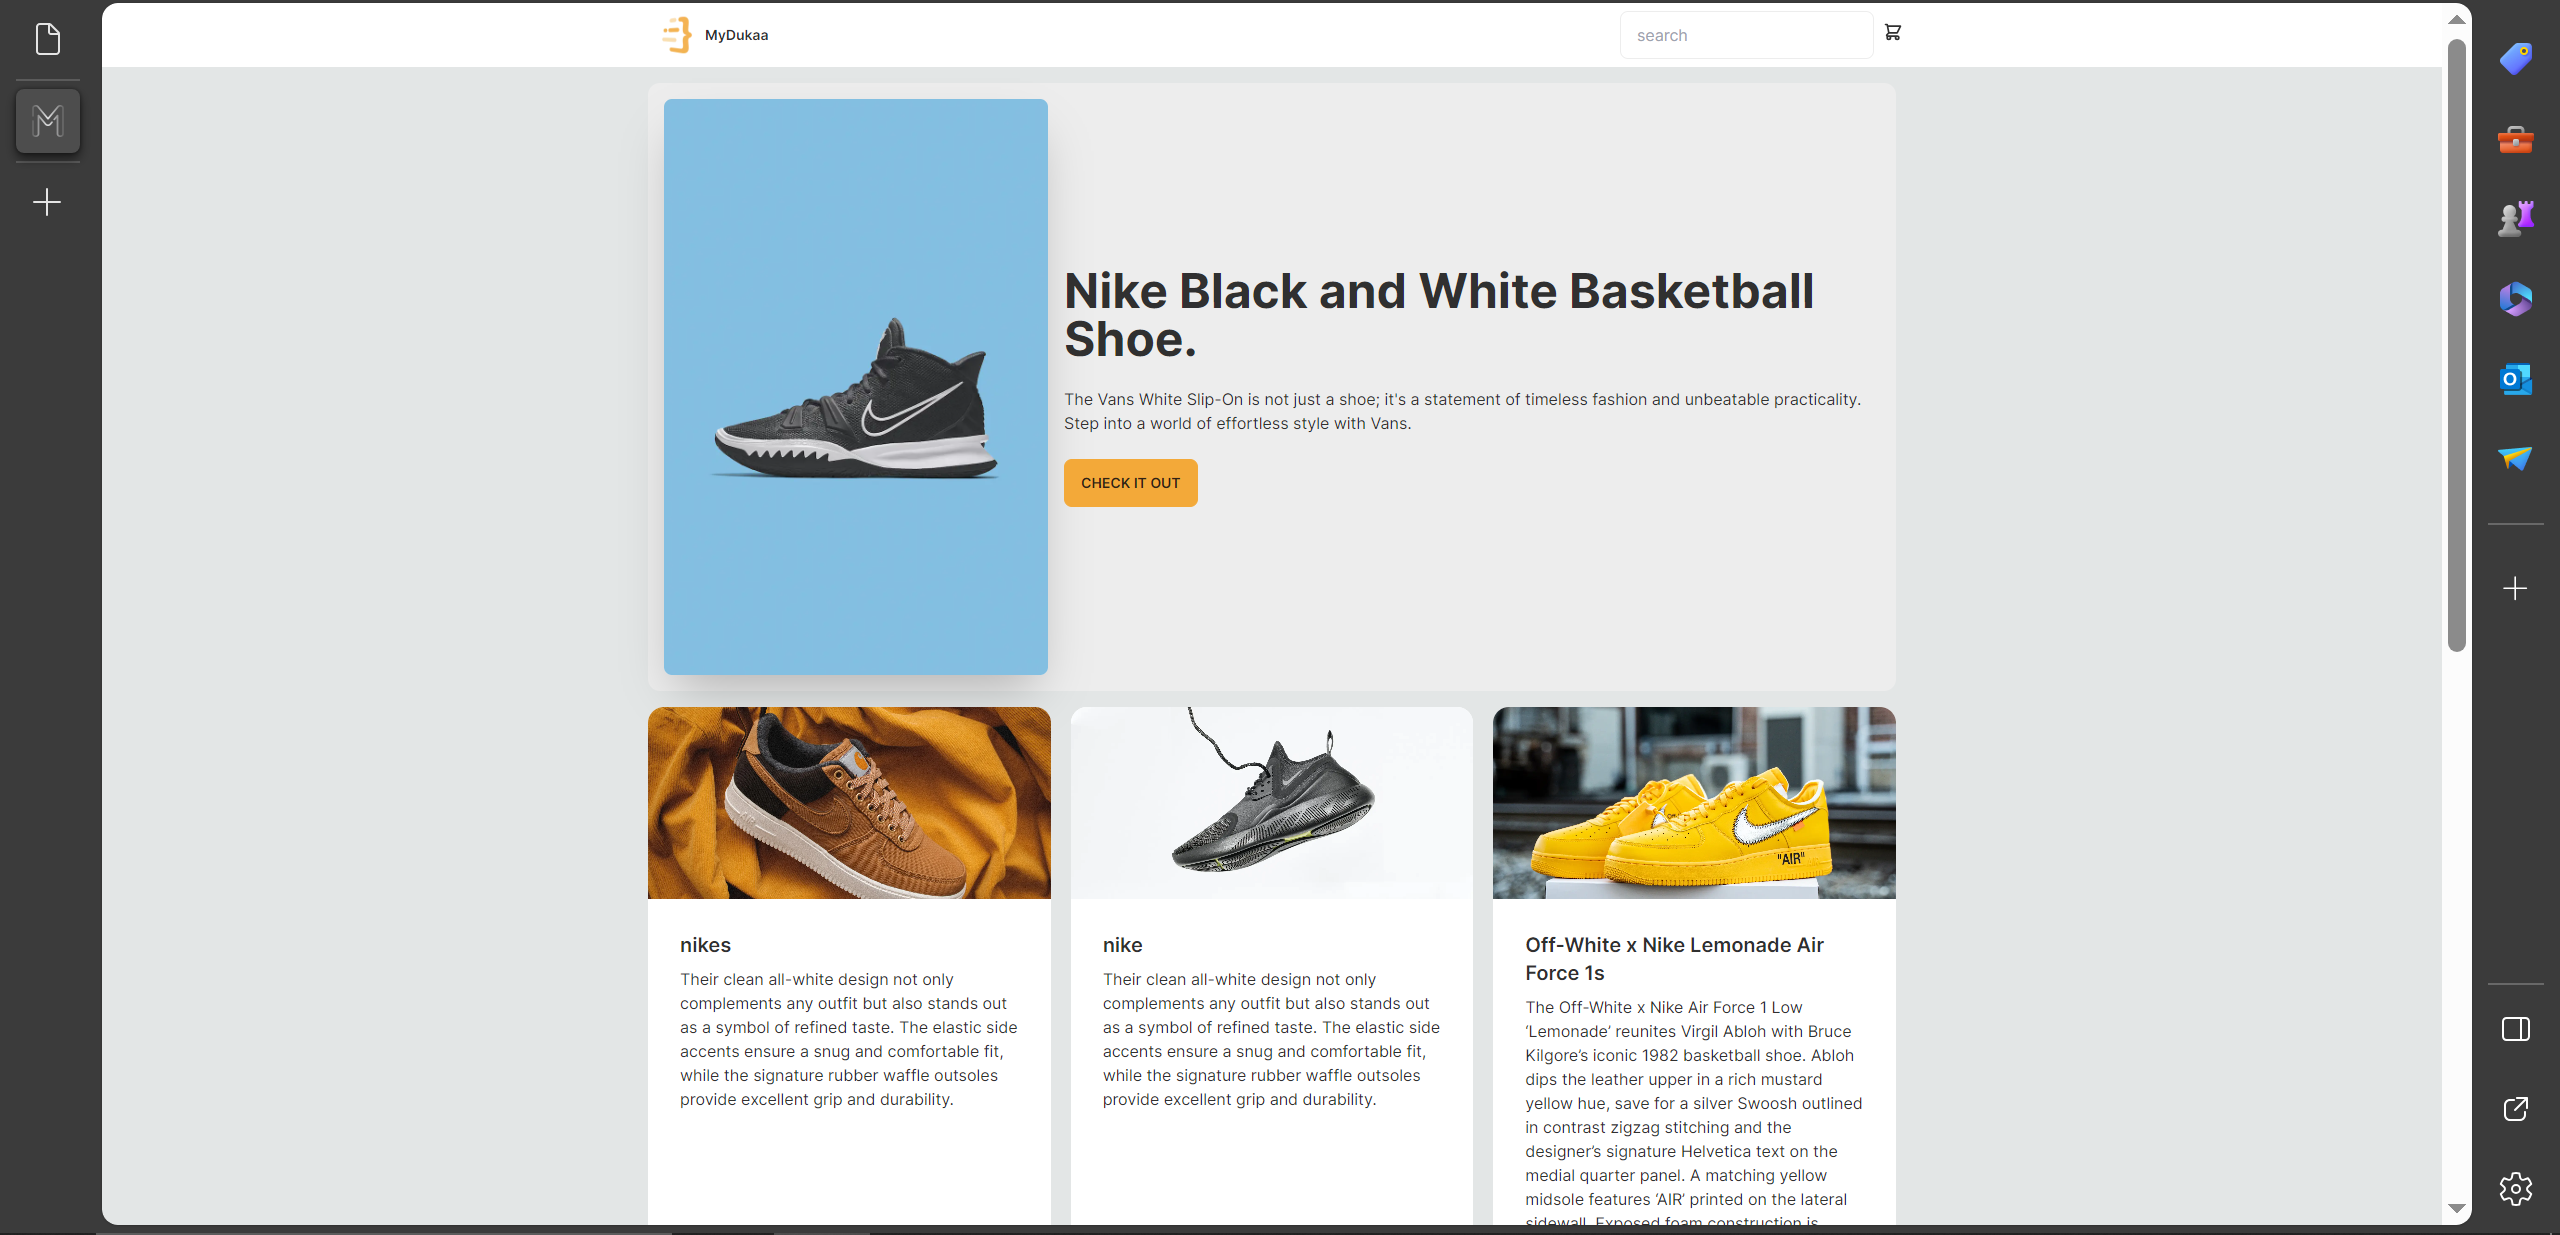 MyDukaa
search
Nike Black and White Basketball
Shoe.
The Vans White Slip-On is not just a shoe; it's a statement of timeless fashion and unbeatable practicality.
Step into a world of effortless style with Vans.
CHECK IT OUT
"AIR"
nikes
Their clean all-white design not only
complements any outfit but also stands out
as a symbol of refined taste. The elastic side
accents ensure a snug and comfortable fit,
while the signature rubber waffle outsoles
provide excellent grip and durability.
nike
Their clean all-white design not only
complements any outfit but also stands out
as a symbol of refined taste. The elastic side
accents ensure a snug and comfortable fit,
while the signature rubber waffle outsoles
provide excellent grip and durability.
Off-White x Nike Lemonade Air
Force 1s
The Off-White x Nike Air Force 1 Low
‘Lemonade’ reunites Virgil Abloh with Bruce
Kilgore’s iconic 1982 basketball shoe. Abloh
dips the leather upper in a rich mustard
yellow hue, save for a silver Swoosh outlined
in contrast zigzag stitching and the
designer’s signature Helvetica text on the
medial quarter panel. A matching yellow
midsole features ‘AIR’ printed on the lateral
sidewall. Exposed foam construction is